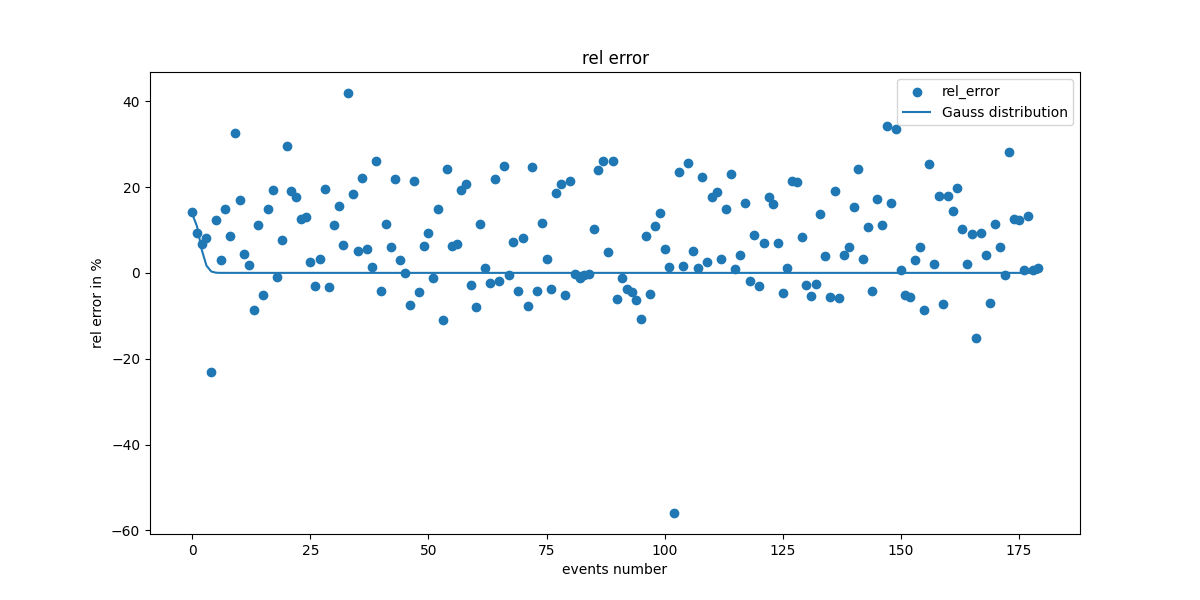 rel error
rel_error
Gauss distribution
rel error in %
40
20
0
−20
−40
−60
0 25 50 75 100 125 150 175
events number